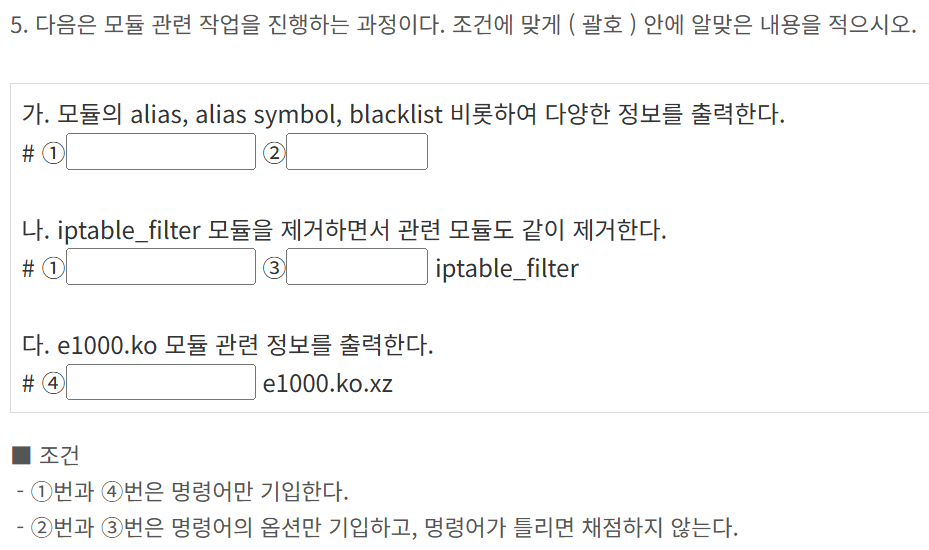 5. 다음은 모듈 관련 작업을 진행하는 과정이다. 조건에 맞게 ( 괄호 ) 안에 알맞은 내용을 적으시오.
가. 모듈의 alias, alias symbol, blacklist 비롯하여 다양한 정보를 출력한다.
# ① ②
나. iptable_filter 모듈을 제거하면서 관련 모듈도 같이 제거한다.
# ① ③ iptable_filter
다. e1000.ko 모듈 관련 정보를 출력한다.
# ④ e1000.ko.xz
■ 조건
- ①번과 ④번은 명령어만 기입한다.
- ②번과 ③번은 명령어의 옵션만 기입하고, 명령어가 틀리면 채점하지 않는다.